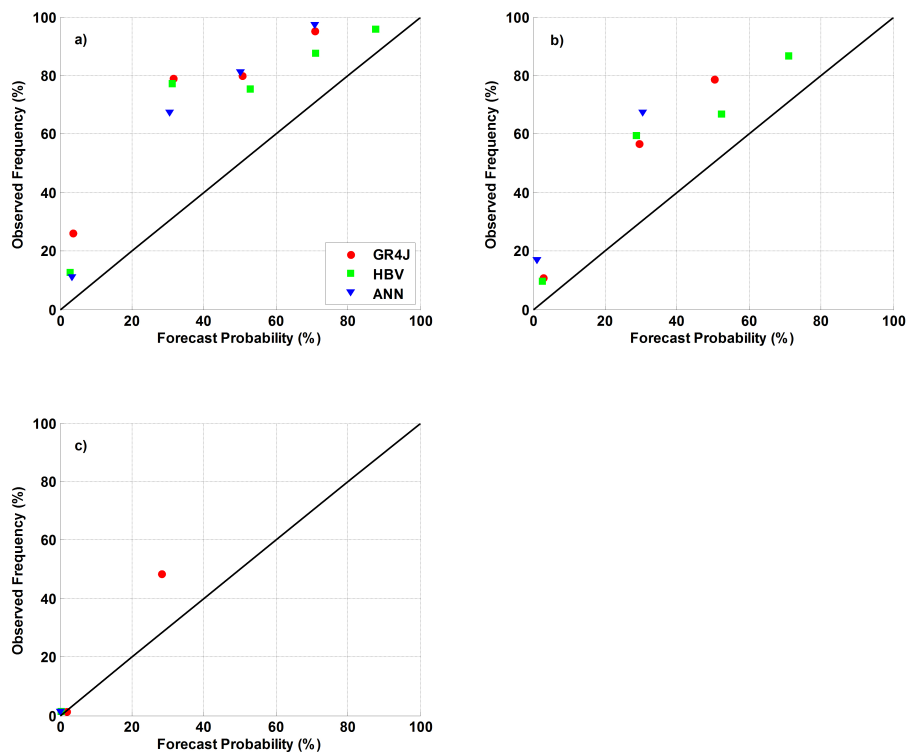 a)
100
80
60
40
20
0
Observed Frequency (%)
0 20 40 60 80 100
Forecast Probability (%)
GR4J
HBV
ANN
b)
100
80
60
40
20
0
Observed Frequency (%)
0 20 40 60 80 100
Forecast Probability (%)
c)
100
80
60
40
20
0
Observed Frequency (%)
0 20 40 60 80 100
Forecast Probability (%)